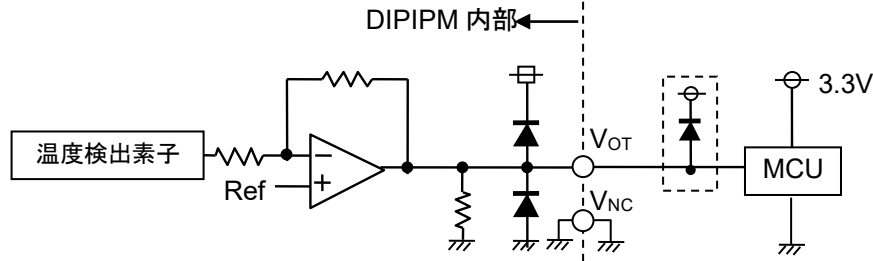 DIPIPM 内部
3.3V
温度検出素子
Ref
−
+
VOT
VNC
MCU